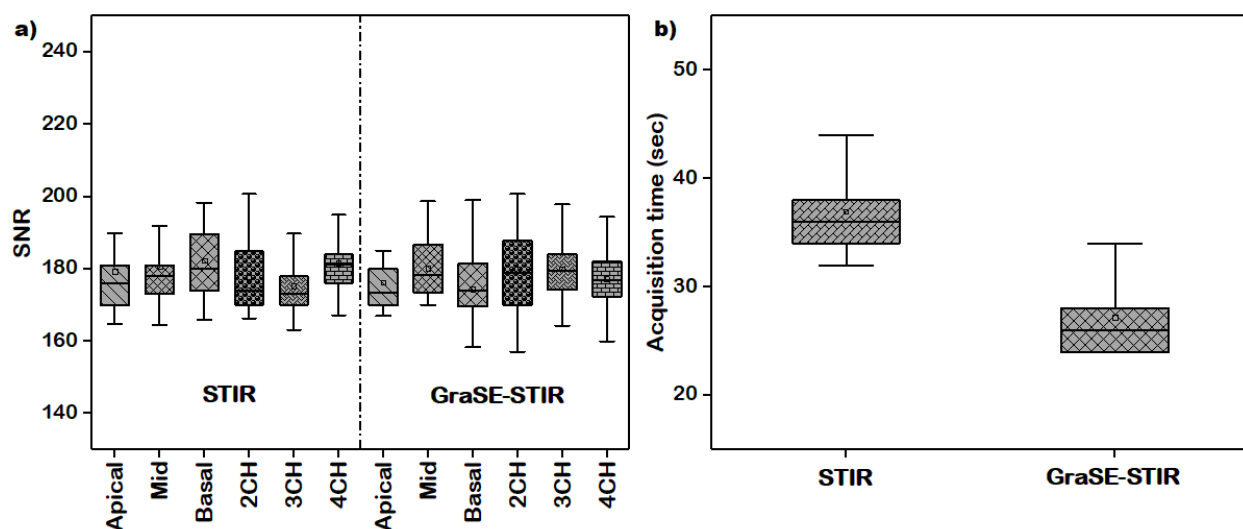 a)
SNR
240
220
200
180
160
140
STIR
GraSE-STIR
Apical
Mid
Basal
2CH
3CH
4CH
Apical
Mid
Basal
2CH
3CH
4CH
b)
Acquisition time (sec)
50
40
30
20
STIR
GraSE-STIR